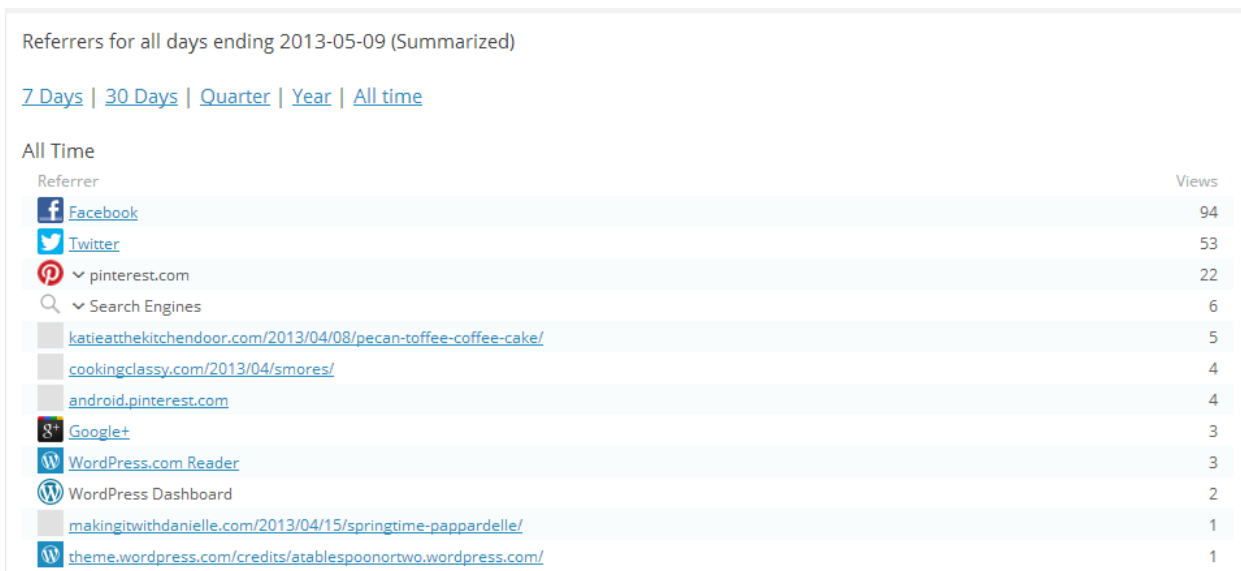 Referrers for all days ending 2013-05-09 (Summarized)
7 Days | 30 Days | Quarter | Year | All time
All Time
Referrer Views
Facebook 94
Twitter 53
pinterest.com 22
Search Engines 6
katieatthekitchendoor.com/2013/04/08/pecan-toffee-coffee-cake/ 5
cookingclassy.com/2013/04/smores/ 4
android.pinterest.com 4
Google+ 3
WordPress.com Reader 3
WordPress Dashboard 2
makingitwithdanielle.com/2013/04/15/springtime-pappardelle/ 1
theme.wordpress.com/credits/atablespoonortwo.wordpress.com/ 1